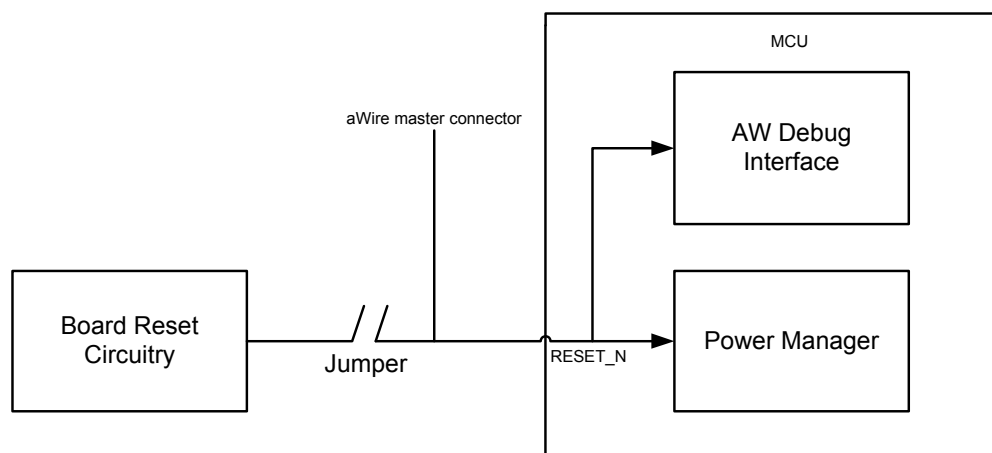 MCU
aWire master connector
AW Debug
Interface
Board Reset
Circuitry
Jumper
RESET_N
Power Manager